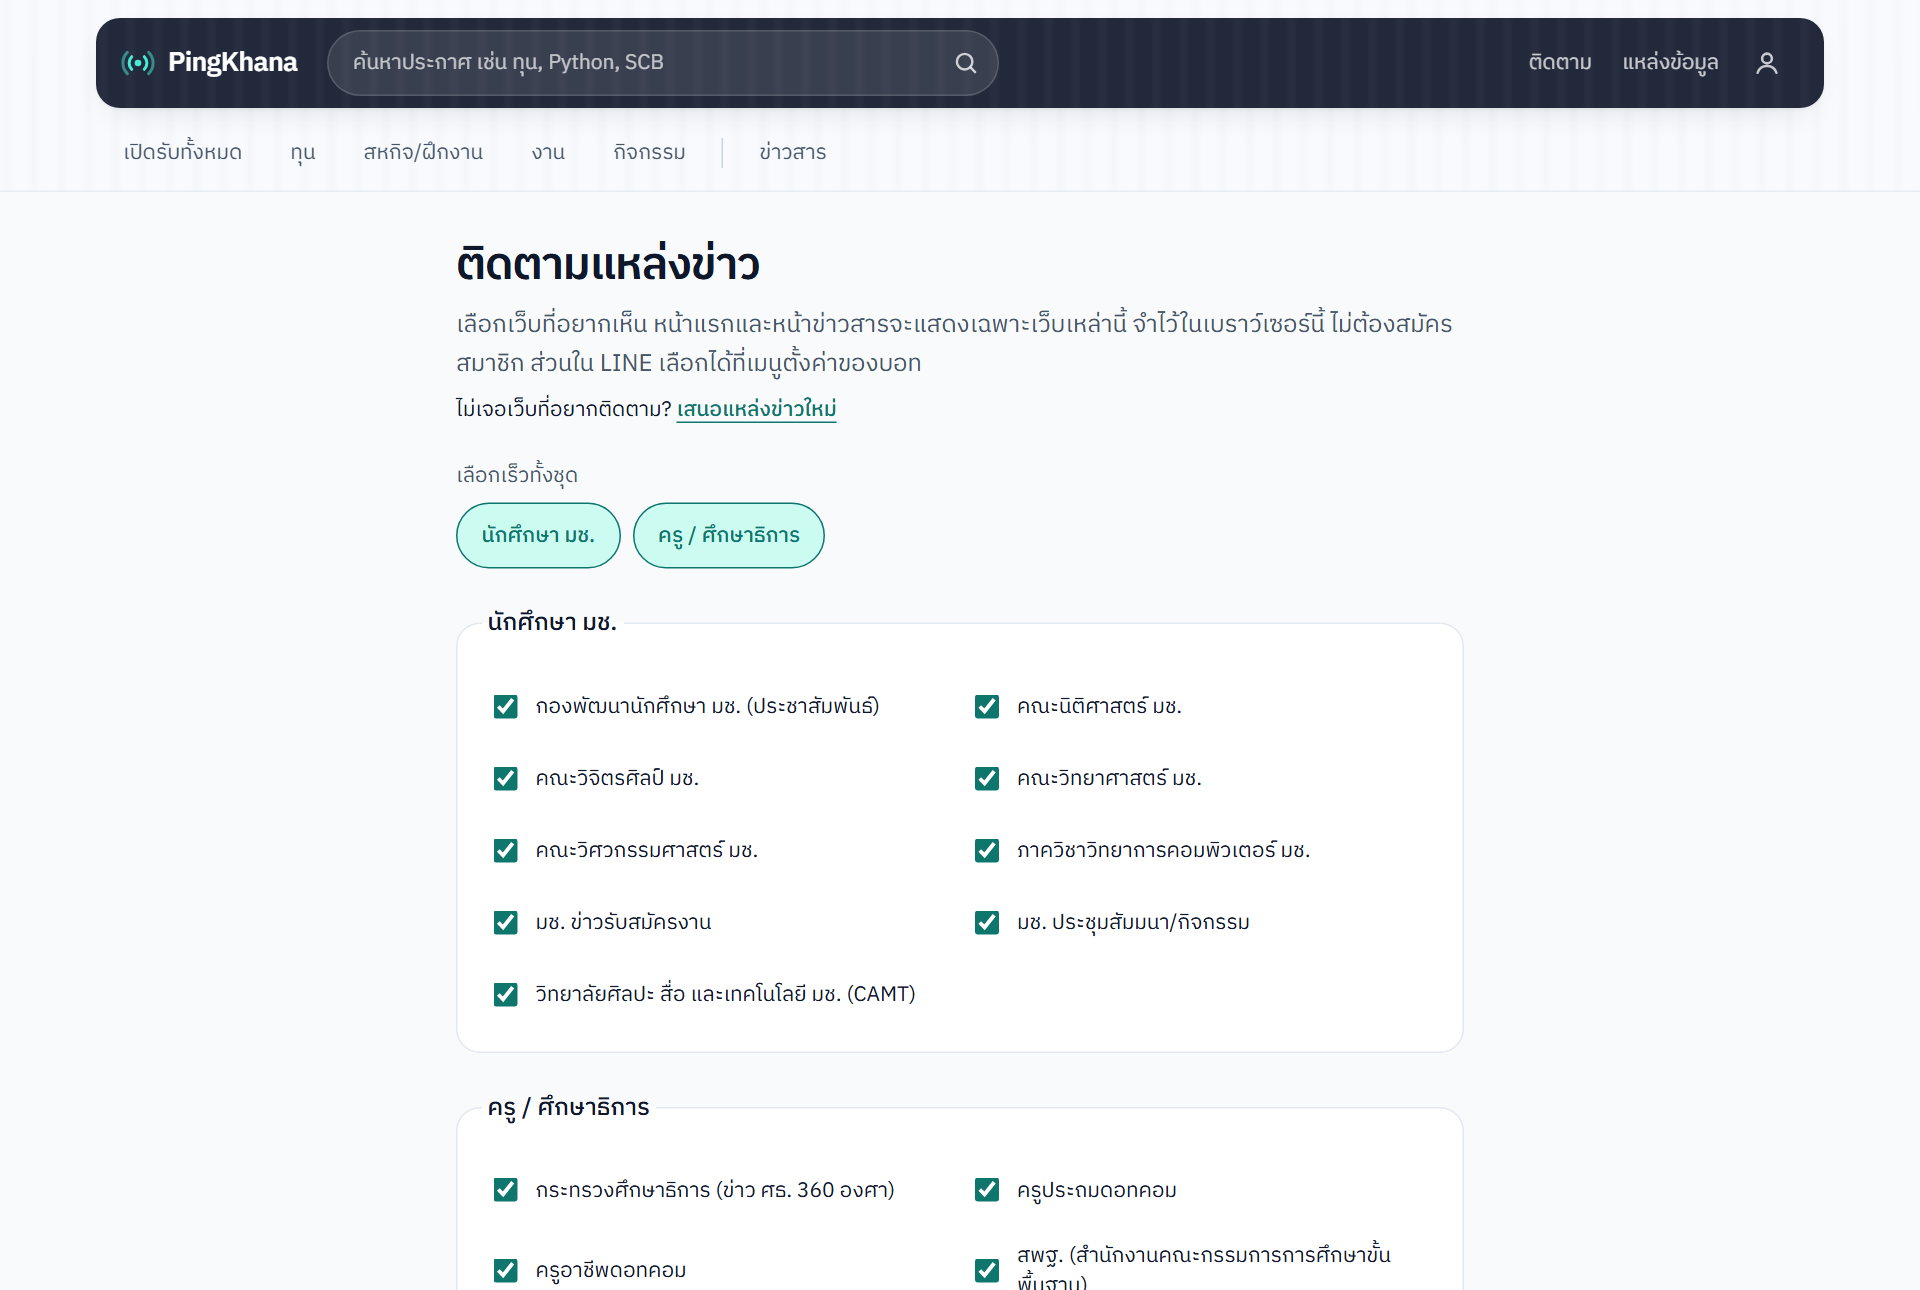 PingKhana
ค้นหาประกาศ เช่น ทุน, Python, SCB
ติดตาม
แหล่งข้อมูล
เปิดรับทั้งหมด
ทุน
สหกิจ/ฝึกงาน
งาน
กิจกรรม
ข่าวสาร
ติดตามแหล่งข่าว
เลือกเว็บที่อยากเห็น หน้าแรกและหน้าข่าวสารจะแสดงเฉพาะเว็บเหล่านี้ จำไว้ในเบราว์เซอร์นี้ ไม่ต้องสมัคร
สมาชิก ส่วนใน LINE เลือกได้ที่เมนูตั้งค่าของบอท
ไม่เจอเว็บที่อยากติดตาม? เสนอแหล่งข่าวใหม่
เลือกเร็วทั้งชุด
นักศึกษา มช.
ครู / ศึกษาธิการ
นักศึกษา มช.
กองพัฒนานักศึกษา มช. (ประชาสัมพันธ์)
คณะนิติศาสตร์ มช.
คณะวิจิตรศิลป์ มช.
คณะวิทยาศาสตร์ มช.
คณะวิศวกรรมศาสตร์ มช.
ภาควิชาวิทยาการคอมพิวเตอร์ มช.
มช. ข่าวรับสมัครงาน
มช. ประชุมสัมมนา/กิจกรรม
วิทยาลัยศิลปะ สื่อ และเทคโนโลยี มช. (CAMT)
ครู / ศึกษาธิการ
กระทรวงศึกษาธิการ (ข่าว ศธ. 360 องศา)
ครูประถมดอทคอม
ครูอาชีพดอทคอม
สพฐ. (สำนักงานคณะกรรมการการศึกษาขั้น
พื้นฐาน)